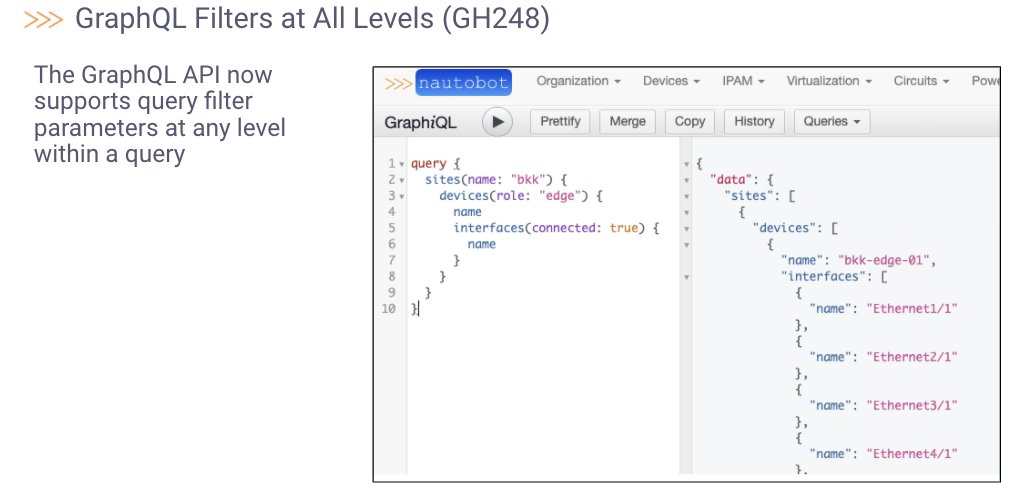 >>> GraphQL Filters at All Levels (GH248)
The GraphQL API now
supports query filter
parameters at any level
within a query
>>> nautobot Organization Devices IPAM Virtualization Circuits Powe
GraphiQL Prettify Merge Copy History Queries
1 query {
2 sites(name: "bkk") {
3 devices(role: "edge") {
4 name
5 interfaces(connected: true) {
6 name
7 }
8 }
9 }
10 }
{
"data": {
"sites": [
{
"devices": [
{
"name": "bkk-edge-01",
"interfaces": [
{
"name": "Ethernet1/1"
},
{
"name": "Ethernet2/1"
},
{
"name": "Ethernet3/1"
},
{
"name": "Ethernet4/1"
},